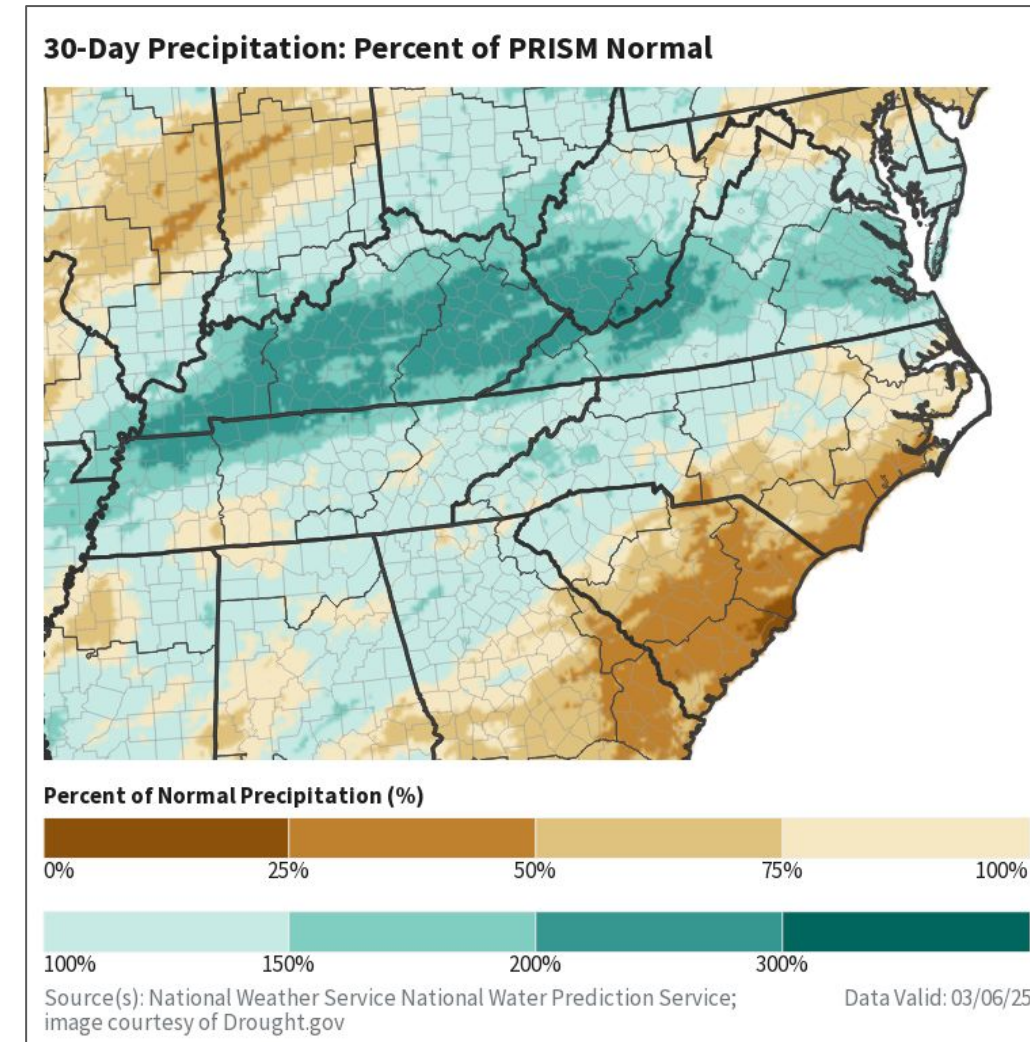 30-Day Precipitation: Percent of PRISM Normal
Percent of Normal Precipitation (%)
0% 25% 50% 75% 100%
100% 150% 200% 300%
Source(s): National Weather Service National Water Prediction Service; Data Valid: 03/06/25
image courtesy of Drought.gov